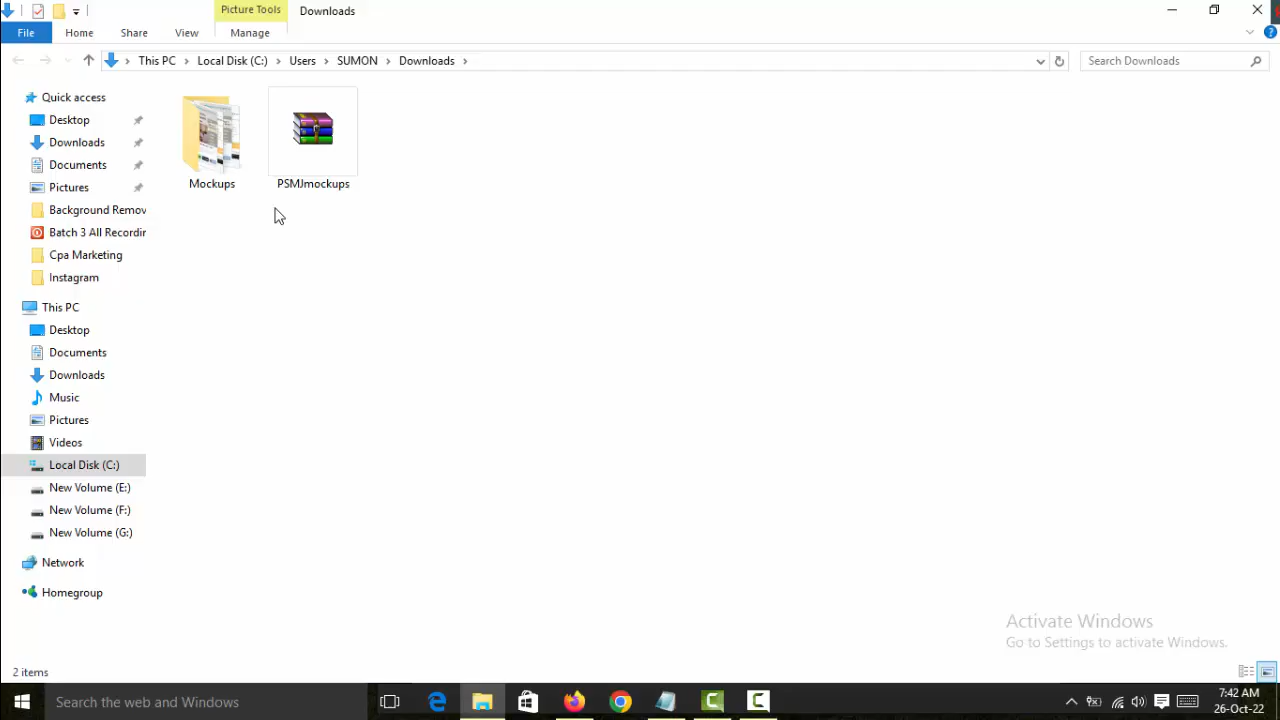 Picture Tools
Downloads
File
Home
Share
View
Manage
This PC
Local Disk (C:)
Users
SUMON
Downloads
Search Downloads
Quick access
Desktop
Downloads
Documents
Pictures
Background Remov
Batch 3 All Recordin
Cpa Marketing
Instagram
This PC
Desktop
Documents
Downloads
Music
Pictures
Videos
Local Disk (C:)
New Volume (E:)
New Volume (F:)
New Volume (G:)
Network
Homegroup
Mockups
PSMJmockups
Activate Windows
Go to Settings to activate Windows.
2 items
Search the web and Windows
7:42 AM
26-Oct-22